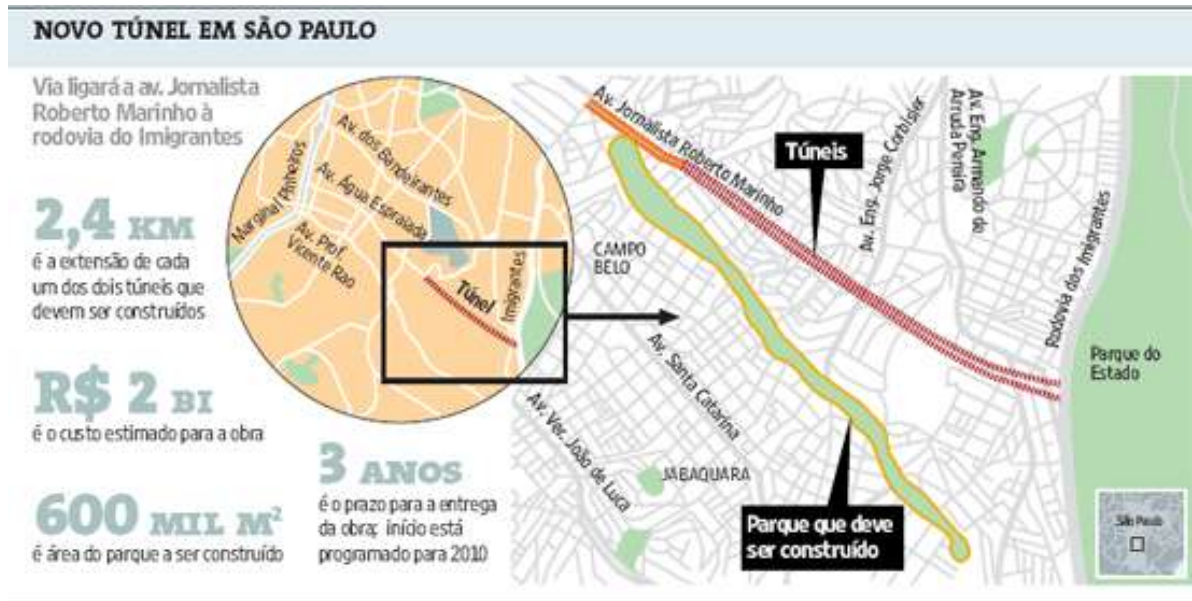 NOVO TÚNEL EM SÃO PAULO
Via ligará a av. Jornalista
Roberto Marinho à
rodovia do Imigrantes
2,4 KM
é a extensão de cada
um dos dois túneis que
devem ser construídos
R$ 2 BI
é o custo estimado para a obra
600 MIL M²
é área do parque a ser construído
3 ANOS
é o prazo para a entrega
da obra; início está
programado para 2010
Marginal Pinheiros
Av. dos Bandeirantes
Av. Água Espraiada
Av. Prof.
Vicente Rao
Túnel
Imigrantes
Av. Jornalista Roberto Marinho
Túneis
Av. Eng. Jorge Corbisier
Av. Eng. Armando de
Arruda Pereira
Rodovia dos Imigrantes
CAMPO
BELO
Av. Santa Catarina
Av. Ver. João de Luca
JABAQUARA
Parque do
Estado
Parque que deve
ser construído
São Paulo